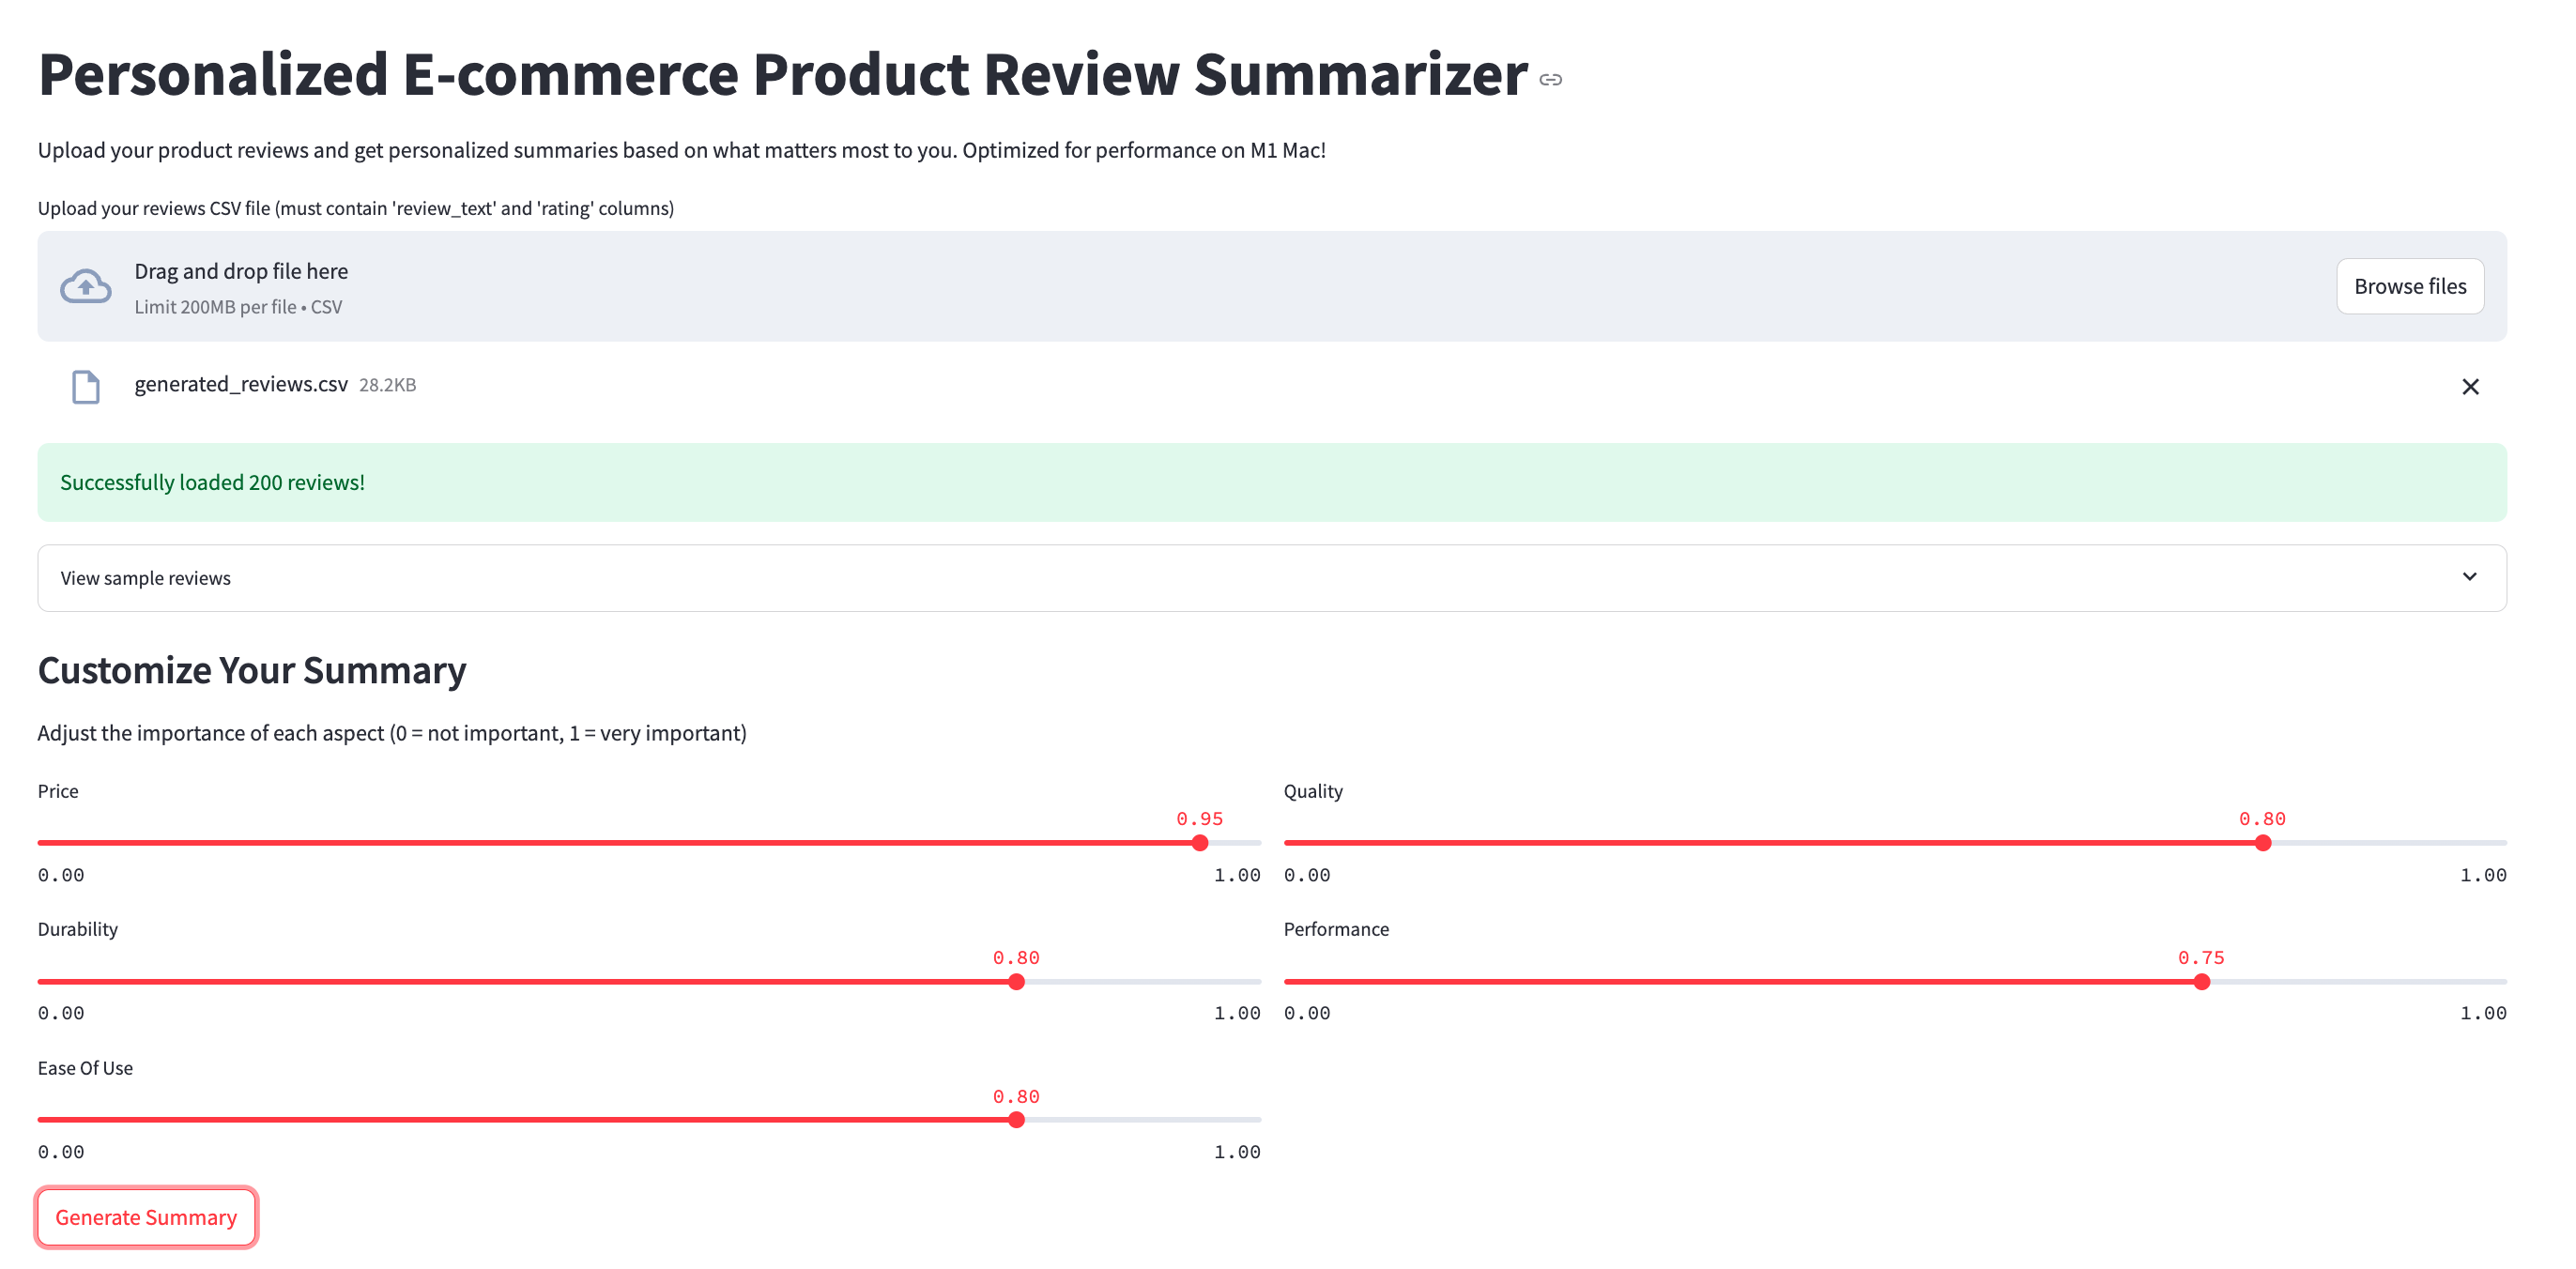 Personalized E-commerce Product Review Summarizer
Upload your product reviews and get personalized summaries based on what matters most to you. Optimized for performance on M1 Mac!
Upload your reviews CSV file (must contain 'review_text' and 'rating' columns)
Drag and drop file here
Limit 200MB per file • CSV
Browse files
generated_reviews.csv 28.2KB
Successfully loaded 200 reviews!
View sample reviews
Customize Your Summary
Adjust the importance of each aspect (0 = not important, 1 = very important)
Price
0.95
0.00 1.00
Quality
0.80
0.00 1.00
Durability
0.80
0.00 1.00
Performance
0.75
0.00 1.00
Ease Of Use
0.80
0.00 1.00
Generate Summary